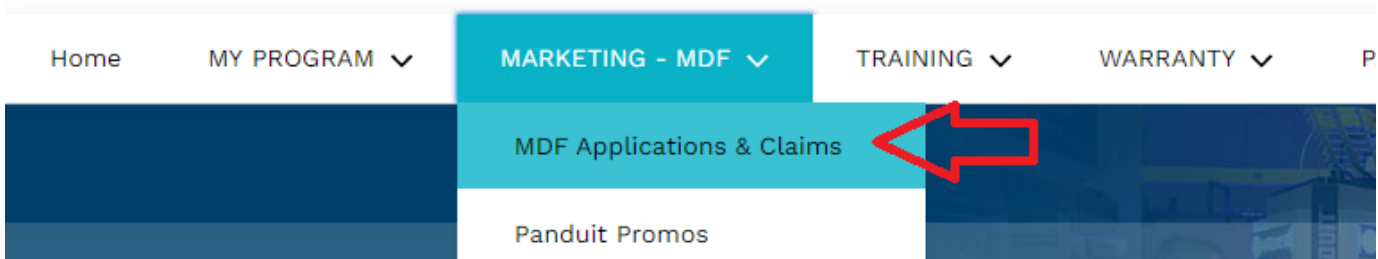 Home MY PROGRAM MARKETING - MDF TRAINING WARRANTY P
MDF Applications & Claims
Panduit Promos